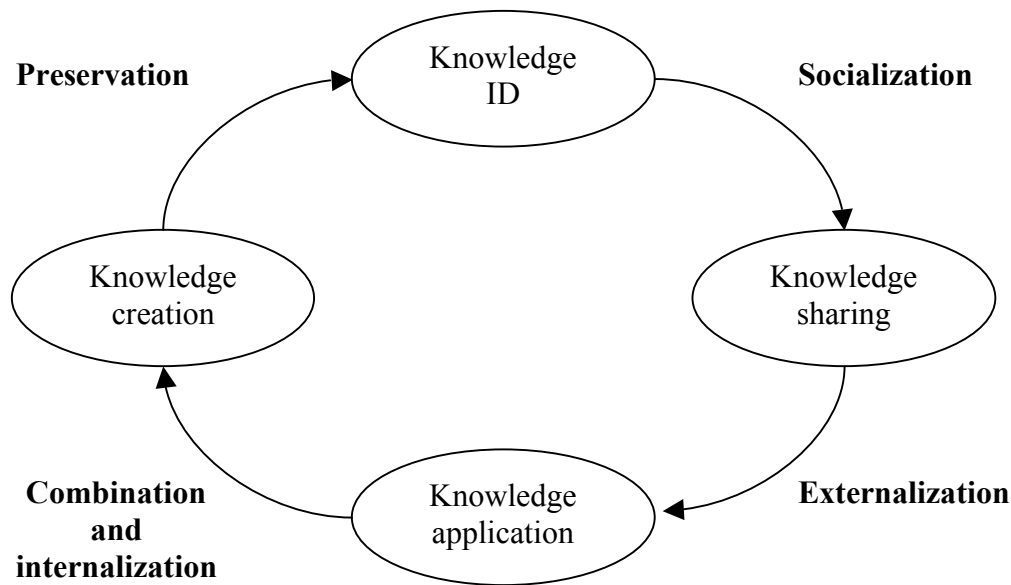 Preservation
Knowledge
ID
Socialization
Knowledge
creation
Knowledge
sharing
Combination
and
internalization
Knowledge
application
Externalization